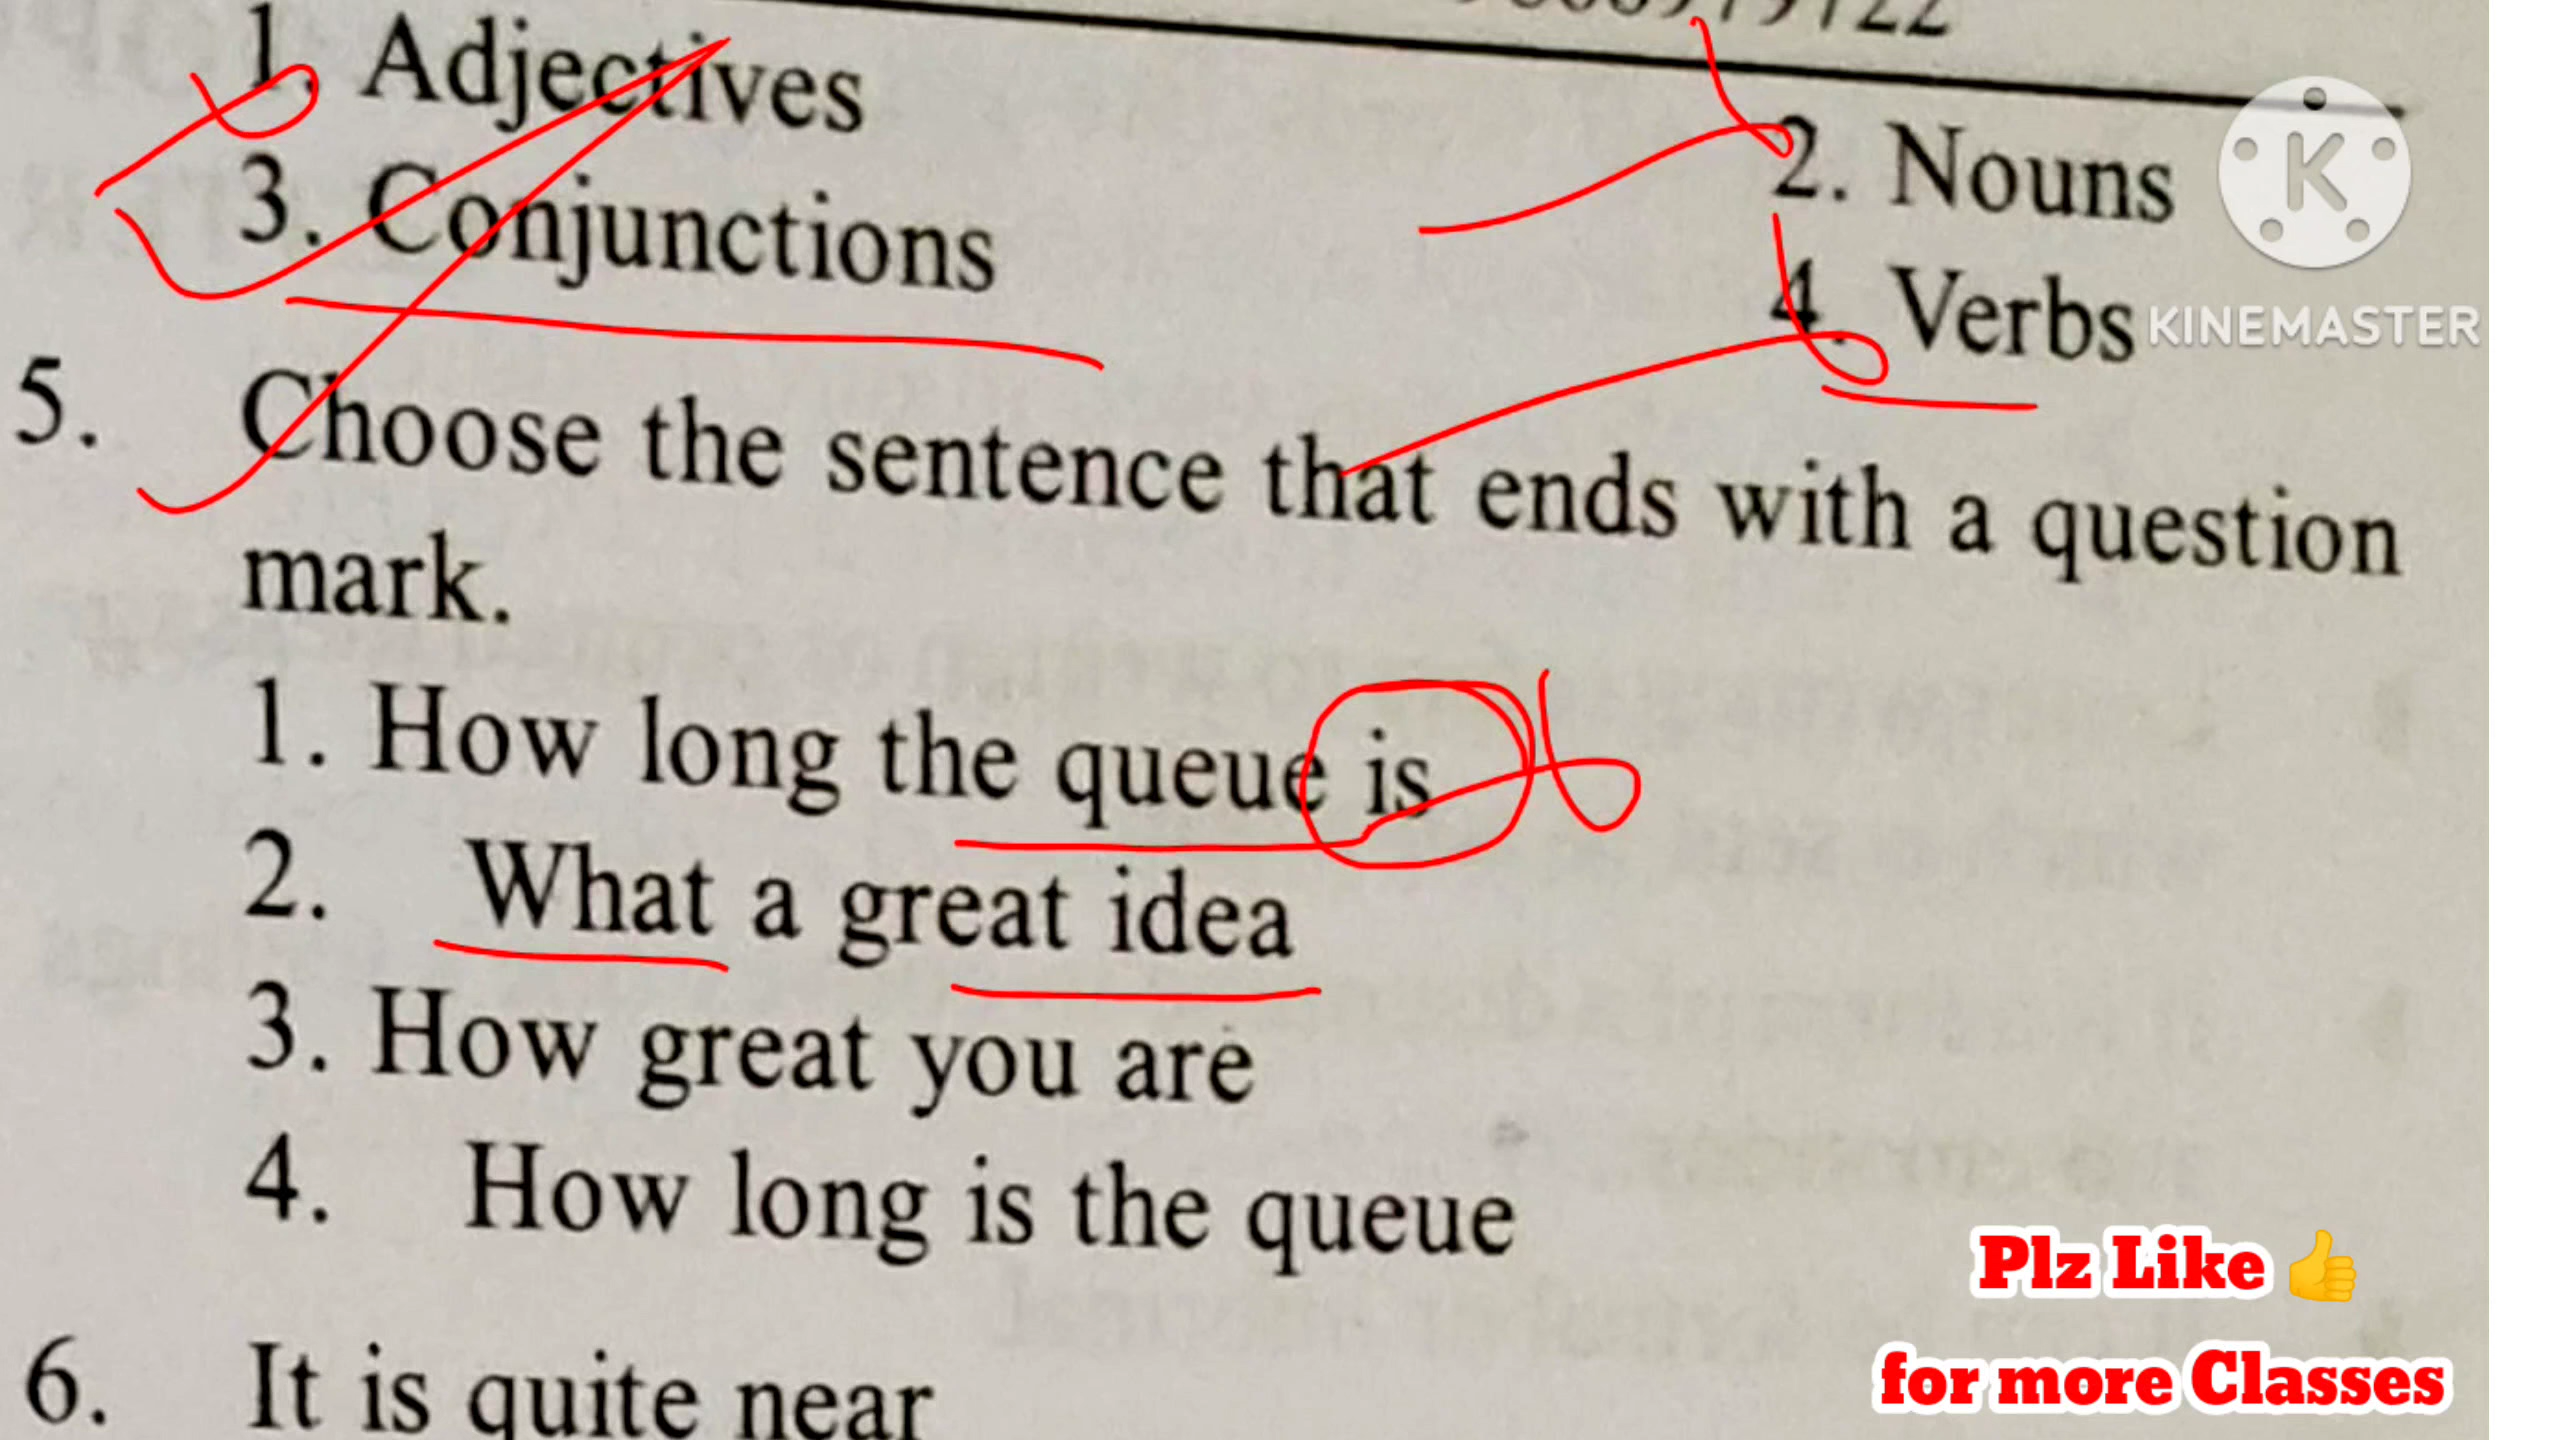 1. Adjectives
2. Nouns
3. Conjunctions
4. Verbs
KINEMASTER
5. Choose the sentence that ends with a question
mark.
1. How long the queue is
2. What a great idea
3. How great you are
4. How long is the queue
6. It is quite near
Plz Like 👍
for more Classes